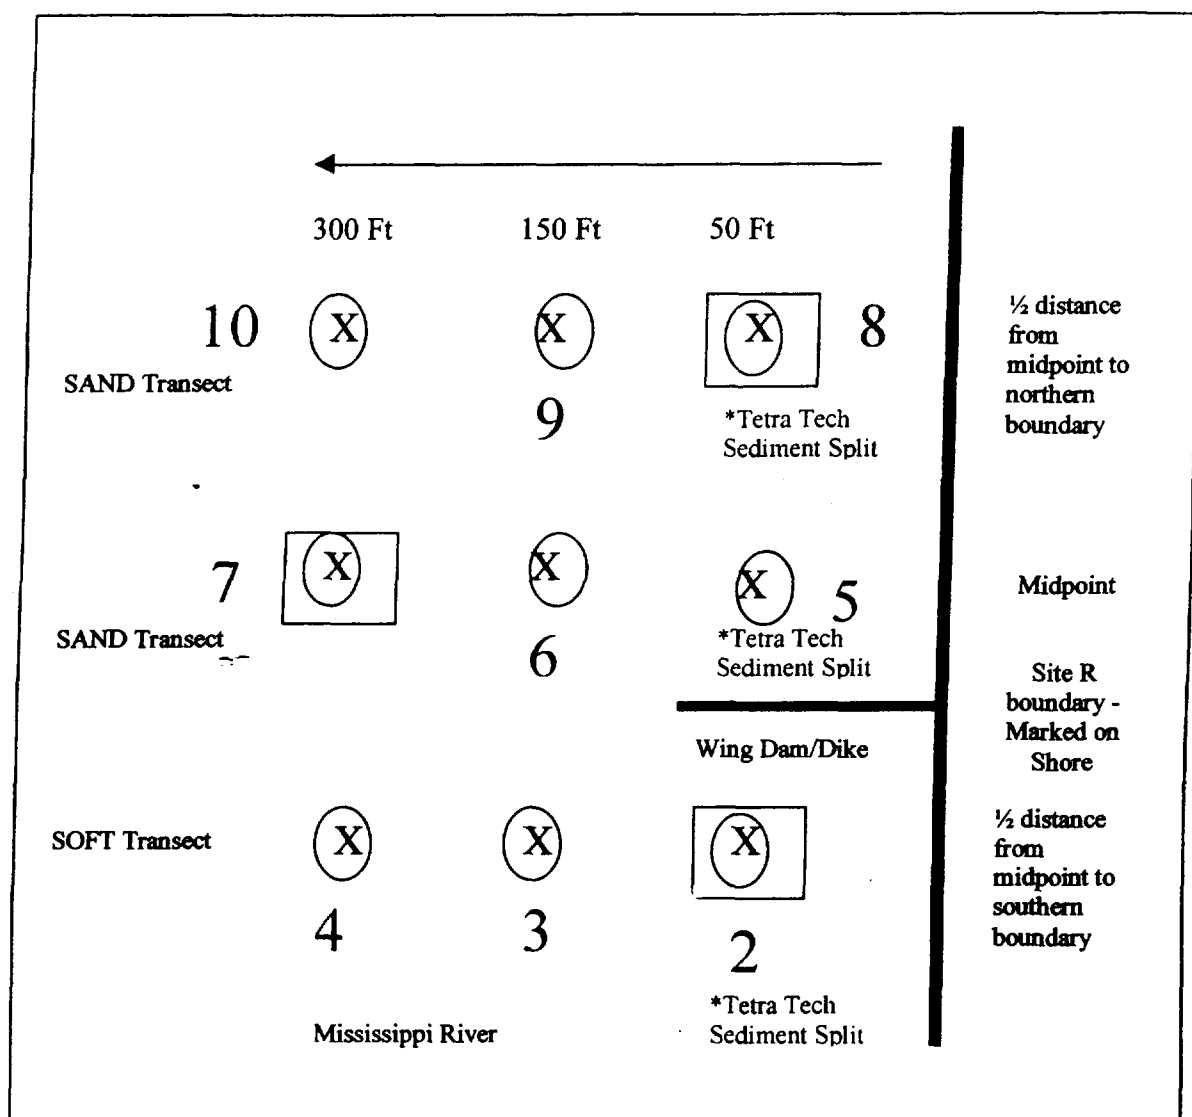 300 Ft 150 Ft 50 Ft
10 X X X 8
SAND Transect
9
*Tetra Tech
Sediment Split
½ distance
from
midpoint to
northern
boundary
7 X X X 5
SAND Transect
6
*Tetra Tech
Sediment Split
Midpoint
Site R
boundary -
Marked on
Shore
Wing Dam/Dike
SOFT Transect X X X
4 3 2
*Tetra Tech
Sediment Split
½ distance
from
midpoint to
southern
boundary
Mississippi River